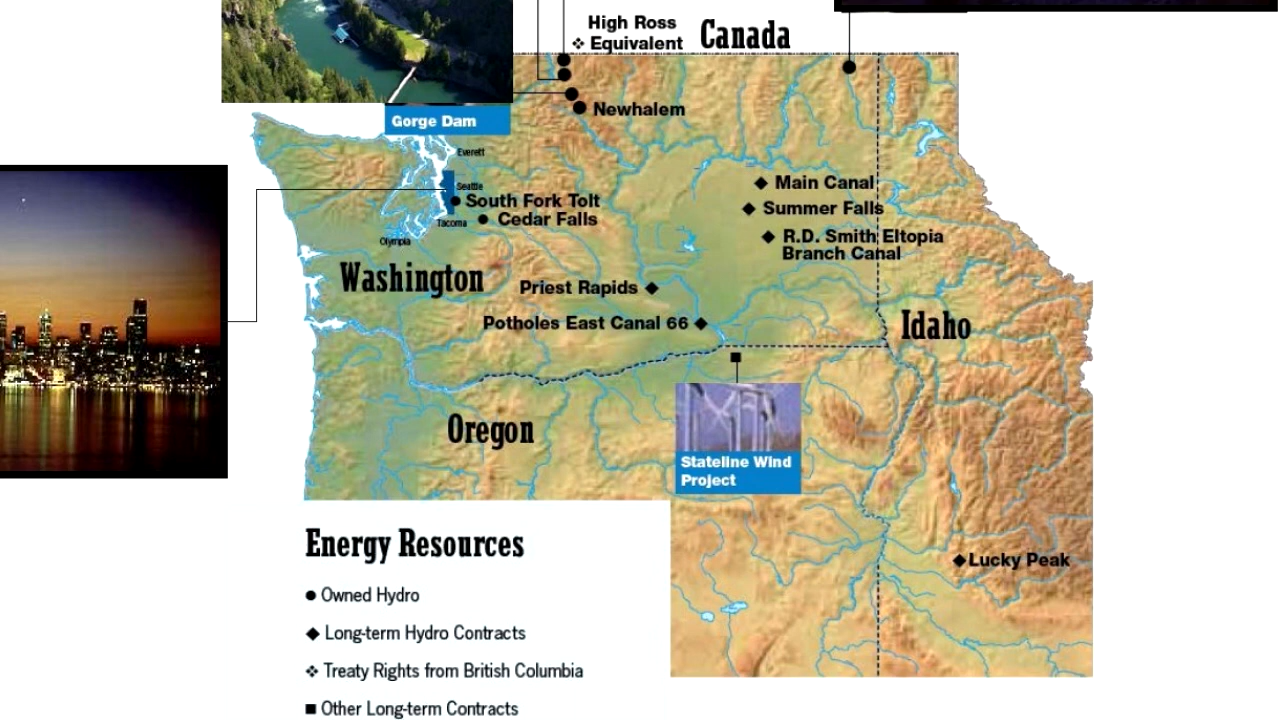 High Ross
❖ Equivalent
Canada
Newhalem
Gorge Dam
Everett
Seattle
South Fork Tolt
Tacoma
Cedar Falls
Olympia
Main Canal
Summer Falls
R.D. Smith Eltopia
Branch Canal
Washington
Priest Rapids
Potholes East Canal 66
Idaho
Oregon
Stateline Wind
Project
Lucky Peak
Energy Resources
● Owned Hydro
◆ Long-term Hydro Contracts
❖ Treaty Rights from British Columbia
■ Other Long-term Contracts